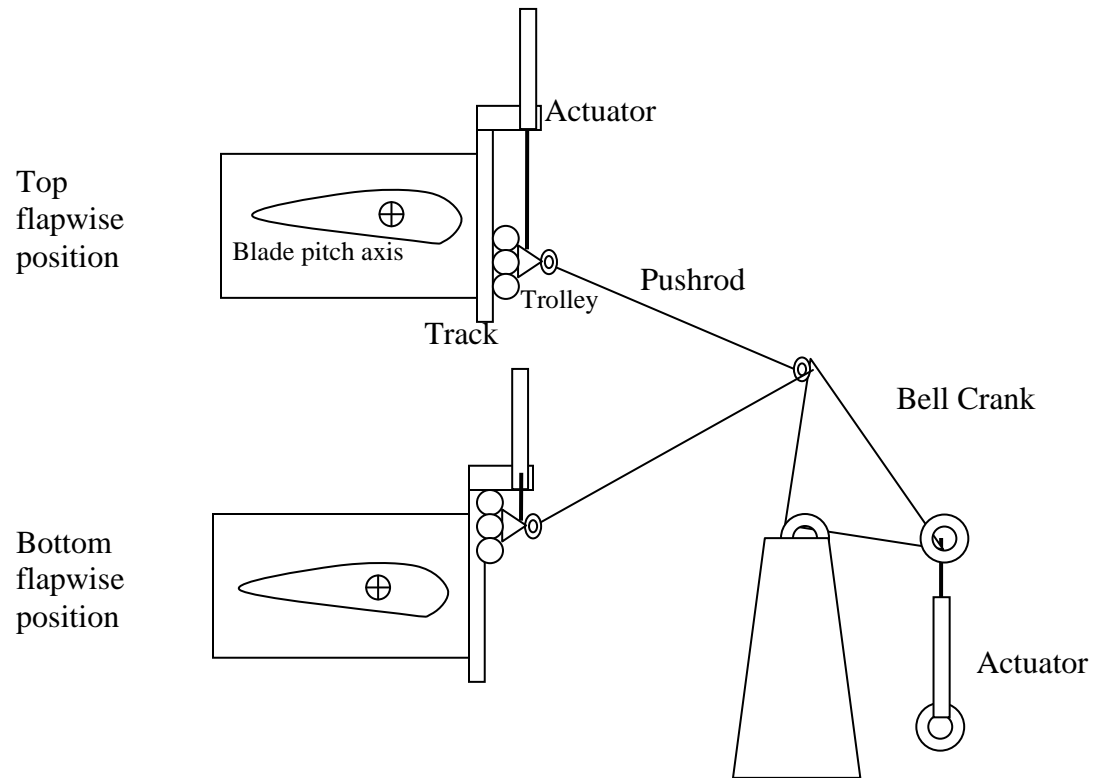 Actuator
Top
flapwise
position
Blade pitch axis
Pushrod
Trolley
Track
Bell Crank
Bottom
flapwise
position
Actuator